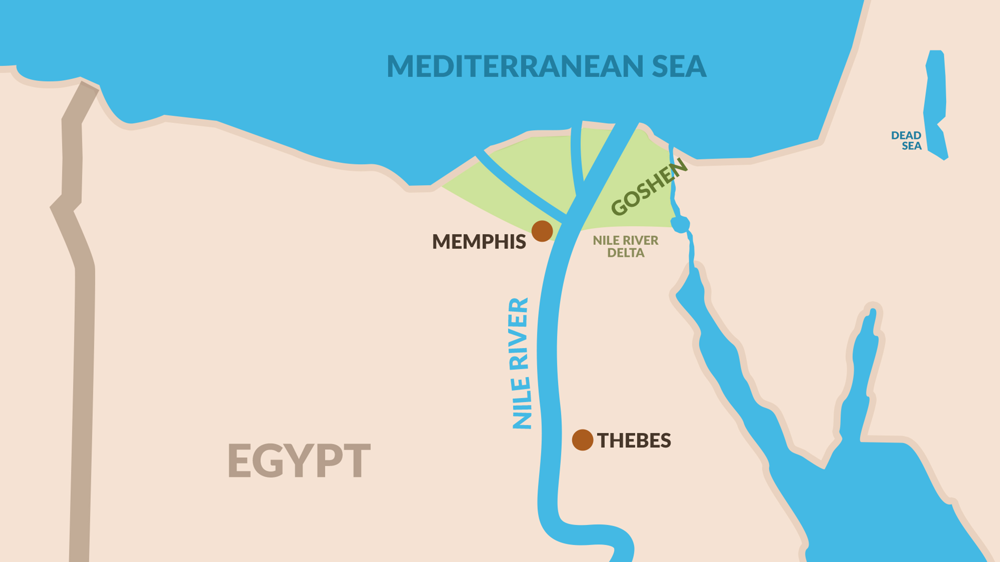 MEDITERRANEAN SEA
DEAD
SEA
GOSHEN
MEMPHIS
NILE RIVER
DELTA
NILE RIVER
THEBES
EGYPT